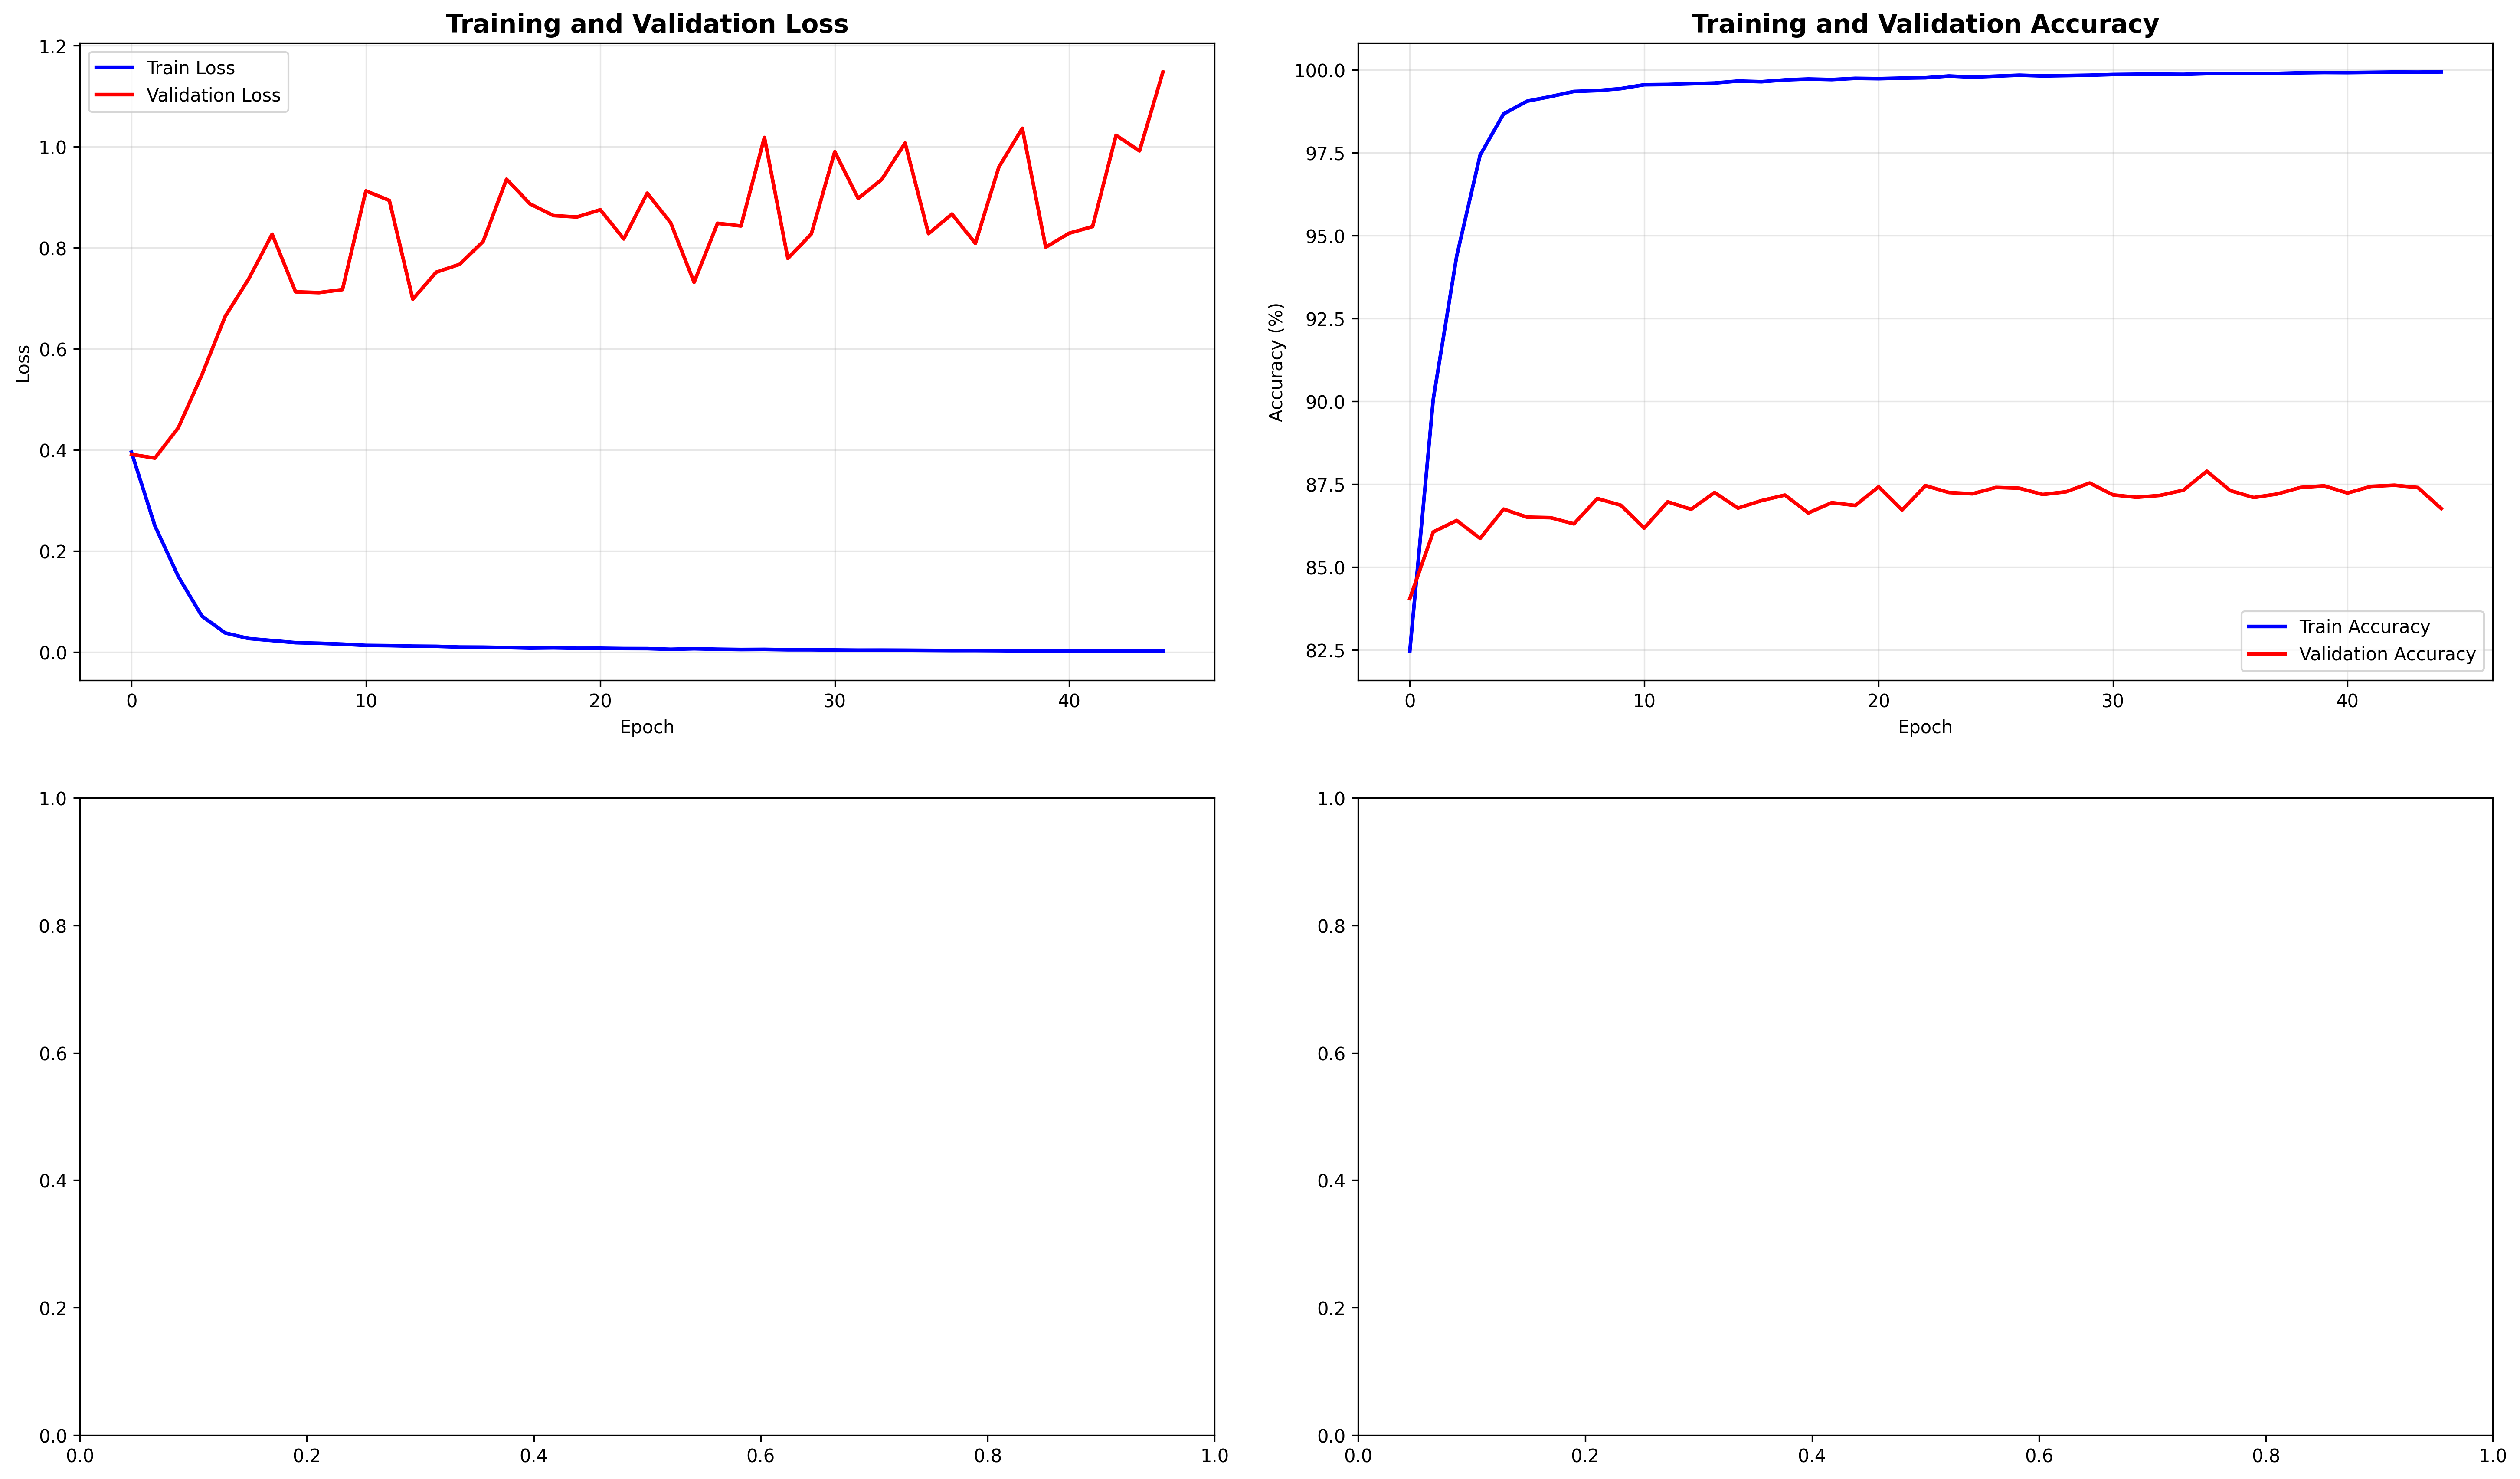 Training and Validation Loss
1.2
1.0
0.8
0.6
0.4
0.2
0.0
Loss
Train Loss
Validation Loss
0 10 20 30 40
Epoch
Training and Validation Accuracy
100.0
97.5
95.0
92.5
90.0
87.5
85.0
82.5
Accuracy (%)
Train Accuracy
Validation Accuracy
0 10 20 30 40
Epoch
1.0
0.8
0.6
0.4
0.2
0.0
0.0 0.2 0.4 0.6 0.8 1.0
1.0
0.8
0.6
0.4
0.2
0.0
0.0 0.2 0.4 0.6 0.8 1.0